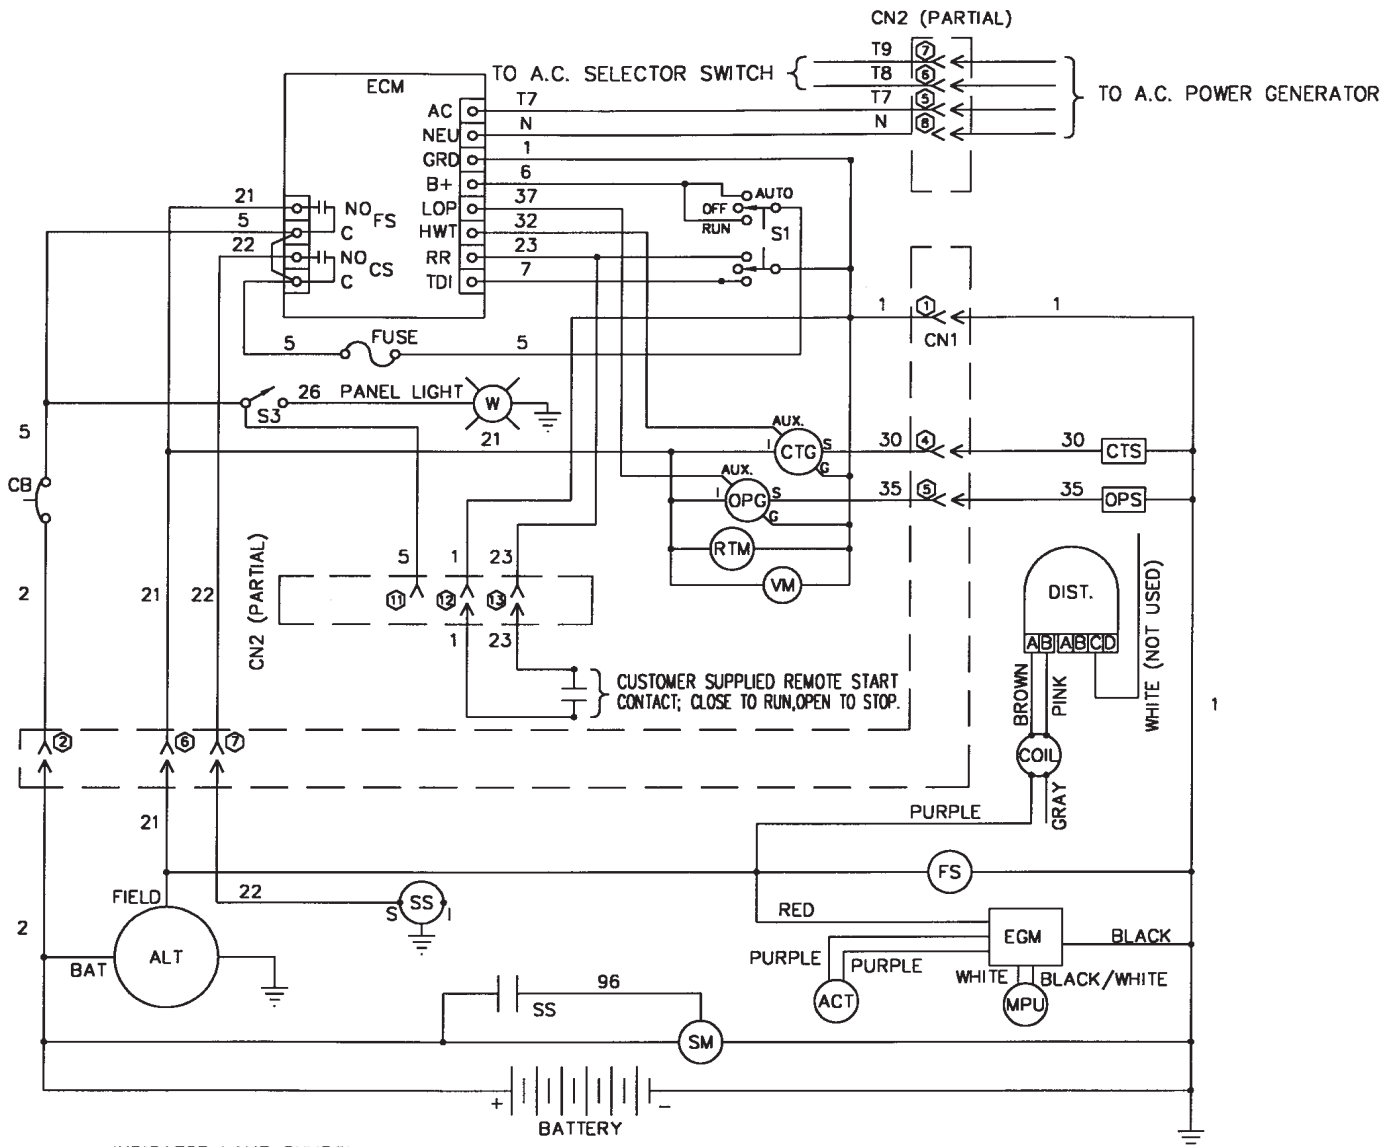 CN2 (PARTIAL)
T9 7
TO A.C. SELECTOR SWITCH
T8 6
T7 5
N 8
TO A.C. POWER GENERATOR
ECM
AC T7
NEU N
GRD 1
B+ 6
LOP 37
HWT 32
RR 23
TDI 7
21 NO FS
5 C
22 NO CS
C
AUTO
OFF
RUN
S1
5 FUSE 5
1 1 1
CN1
S3 26 PANEL LIGHT W
21
5
CB
AUX.
I CTG S 30 4 30 CTS
G
AUX.
I OPG S 35 5 35 OPS
G
RTM
VM
CN2 (PARTIAL)
5 1 23
11 12 13
1 23
2 21 22
CUSTOMER SUPPLIED REMOTE START
CONTACT; CLOSE TO RUN,OPEN TO STOP.
DIST.
A B A B C D
WHITE (NOT USED)
BROWN
PINK
COIL
GRAY
PURPLE
1
2 6 7
21
FS
FIELD
22
S SS I
2
BAT ALT
RED
EGM BLACK
PURPLE
PURPLE
WHITE BLACK/WHITE
ACT
MPU
96
SS
SM
+ -
BATTERY